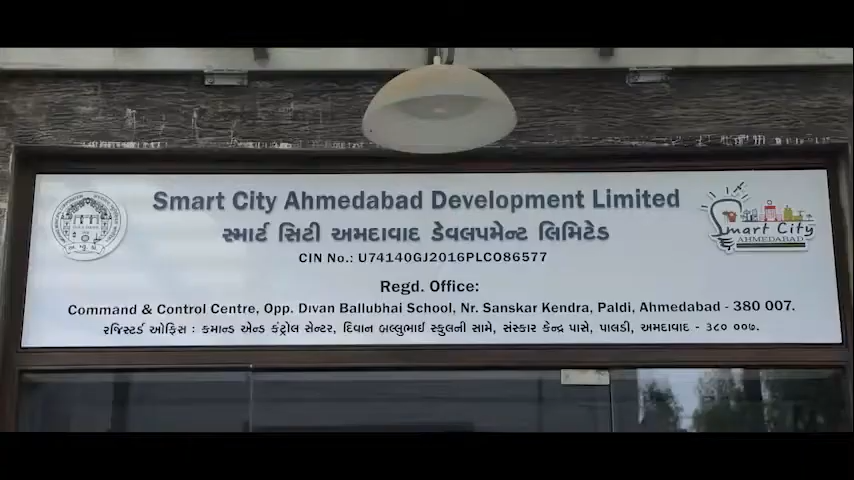 Smart City Ahmedabad Development Limited
સ્માર્ટ સિટી અમદાવાદ ડેવલપમેન્ટ લિમિટેડ
CIN No.: U74140GJ2016PLC086577
Regd. Office:
Command & Control Centre, Opp. Divan Ballubhai School, Nr. Sanskar Kendra, Paldi, Ahmedabad - 380 007.
રજિસ્ટર્ડ ઓફિસ : કમાન્ડ એન્ડ કંટ્રોલ સેન્ટર, દિવાન બલ્લુભાઈ સ્કુલની સામે, સંસ્કાર કેન્દ્ર પાસે, પાલડી, અમદાવાદ - ૩૮૦ ૦૦૭.
Smart City
AHMEDABAD